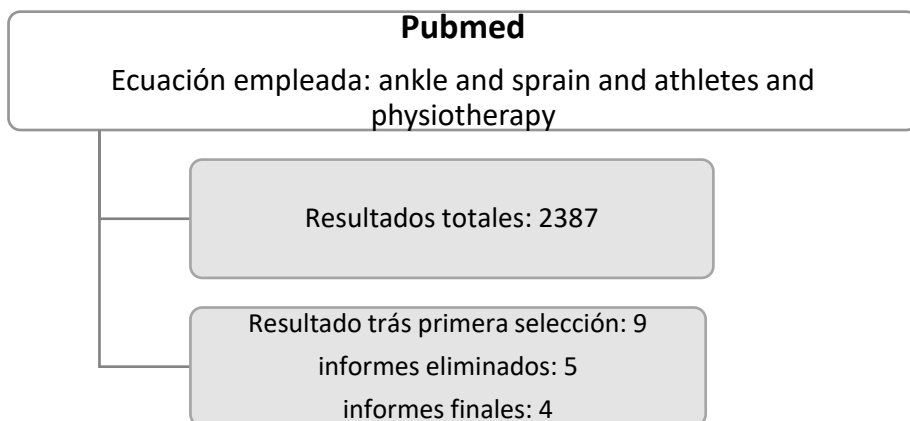 Pubmed
Ecuación empleada: ankle and sprain and athletes and
physiotherapy
Resultados totales: 2387
Resultado trás primera selección: 9
informes eliminados: 5
informes finales: 4